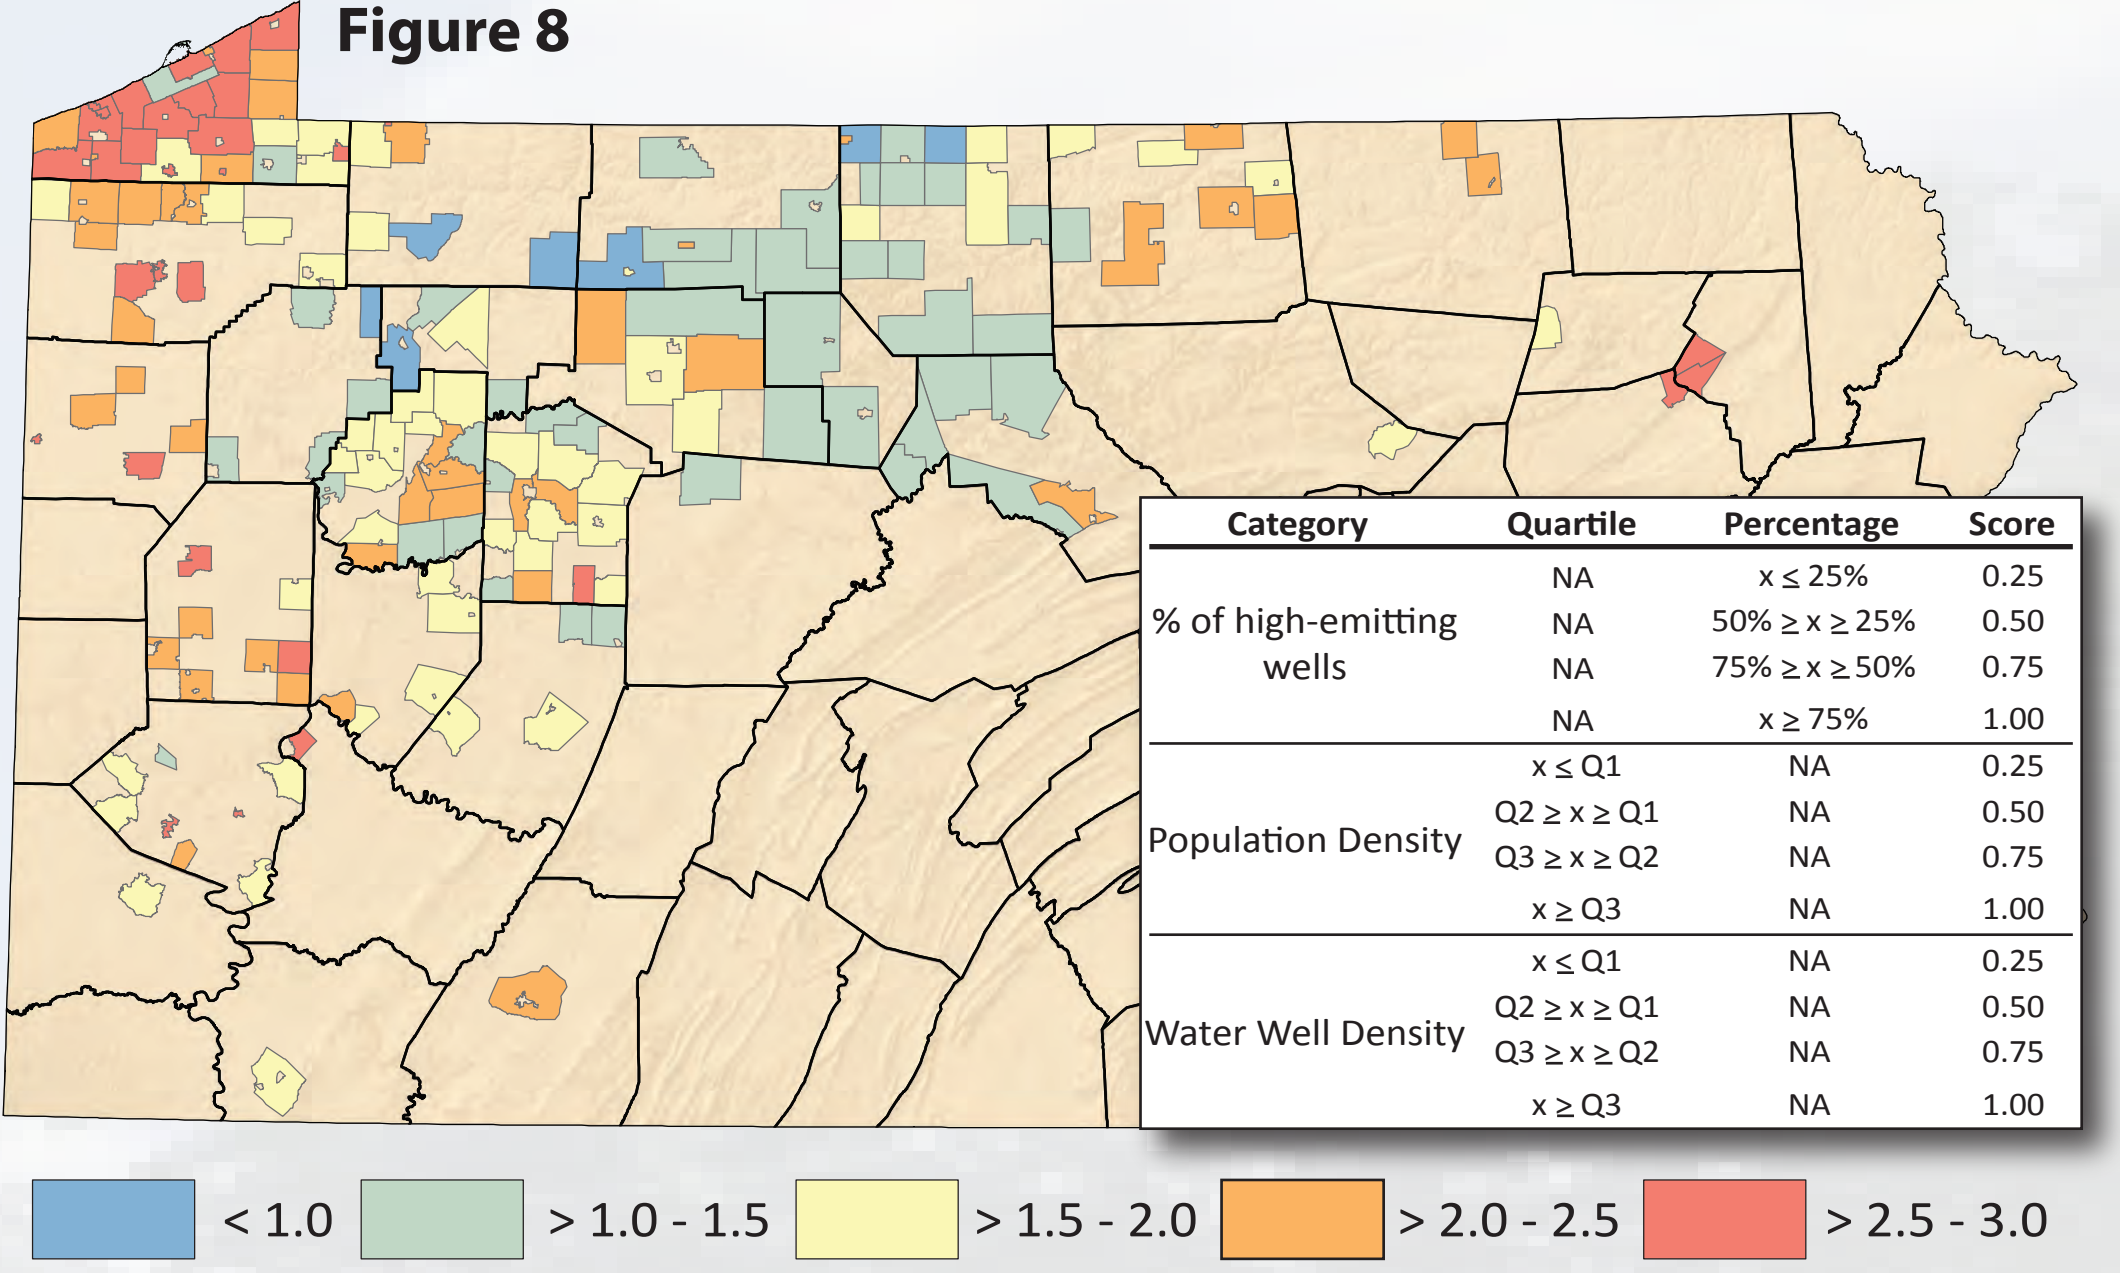 Figure 8
Category Quartile Percentage Score
% of high-emitting wells
NA x ≤ 25% 0.25
NA 50% ≥ x ≥ 25% 0.50
NA 75% ≥ x ≥ 50% 0.75
NA x ≥ 75% 1.00
Population Density
x ≤ Q1 NA 0.25
Q2 ≥ x ≥ Q1 NA 0.50
Q3 ≥ x ≥ Q2 NA 0.75
x ≥ Q3 NA 1.00
Water Well Density
x ≤ Q1 NA 0.25
Q2 ≥ x ≥ Q1 NA 0.50
Q3 ≥ x ≥ Q2 NA 0.75
x ≥ Q3 NA 1.00
< 1.0 > 1.0 - 1.5 > 1.5 - 2.0 > 2.0 - 2.5 > 2.5 - 3.0